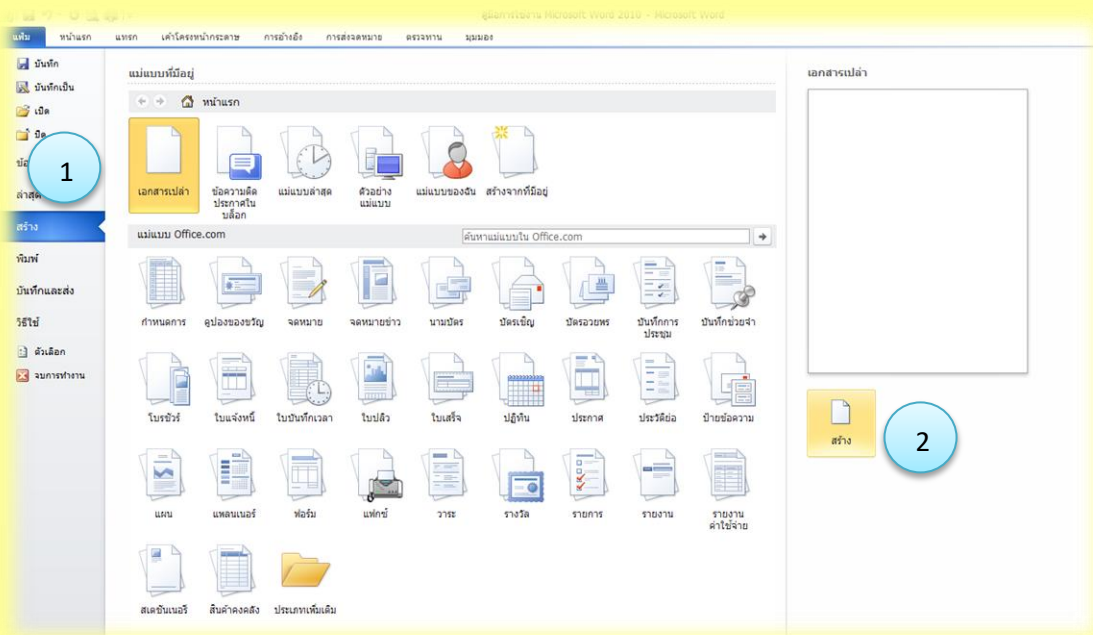 คู่มือการใช้งาน Microsoft Word 2010 - Microsoft Word
แฟ้ม หน้าแรก แทรก เค้าโครงหน้ากระดาษ การอ้างอิง การส่งจดหมาย ตรวจทาน มุมมอง
บันทึก
บันทึกเป็น
เปิด
ปิด
1
ล่าสุด
สร้าง
พิมพ์
บันทึกและส่ง
วิธีใช้
ตัวเลือก
จบการทำงาน
แม่แบบที่มีอยู่
หน้าแรก
เอกสารเปล่า ข้อความติด แม่แบบล่าสุด ตัวอย่าง แม่แบบของฉัน สร้างจากที่มีอยู่
ประกาศใน แม่แบบ
บล็อก
แม่แบบ Office.com ค้นหาแม่แบบใน Office.com
กำหนดการ คูปองของขวัญ จดหมาย จดหมายข่าว นามบัตร บัตรเชิญ บัตรอวยพร บันทึกการ บันทึกช่วยจำ
ประชุม
โบรชัวร์ ใบแจ้งหนี้ ใบบันทึกเวลา ใบปลิว ใบเสร็จ ปฏิทิน ประกาศ ประวัติย่อ ป้ายข้อความ
แผน แพลนเนอร์ ฟอร์ม แฟกซ์ วาระ รางวัล รายการ รายงาน รายงาน
ค่าใช้จ่าย
สเตชันเนอรี สินค้าคงคลัง ประเภทเพิ่มเติม
เอกสารเปล่า
สร้าง
2